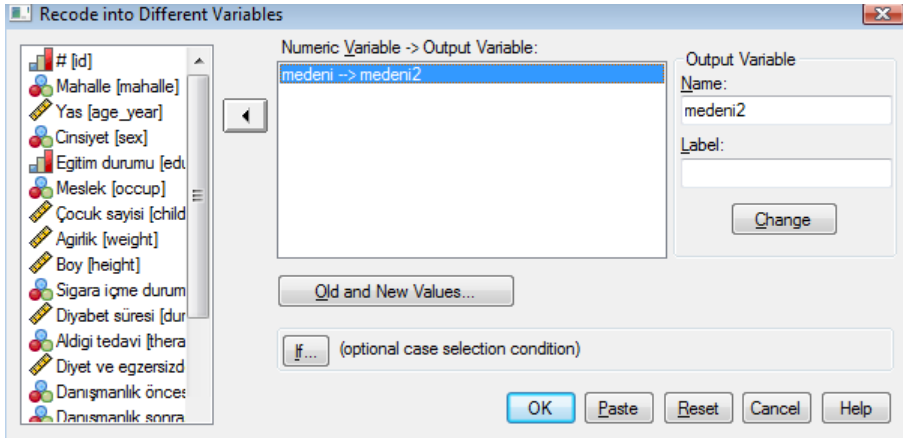 Recode into Different Variables
# [id]
Mahalle [mahalle]
Yas [age_year]
Cinsiyet [sex]
Egitim durumu [edu
Meslek [occup]
Çocuk sayisi [child
Agirlik [weight]
Boy [height]
Sigara içme durum
Diyabet süresi [dur
Aldigi tedavi [thera
Diyet ve egzersizd
Danışmanlık önces
Danışmanlık sonra
Numeric Variable -> Output Variable:
medeni --> medeni2
Output Variable
Name:
medeni2
Label:
Change
Old and New Values...
If... (optional case selection condition)
OK Paste Reset Cancel Help